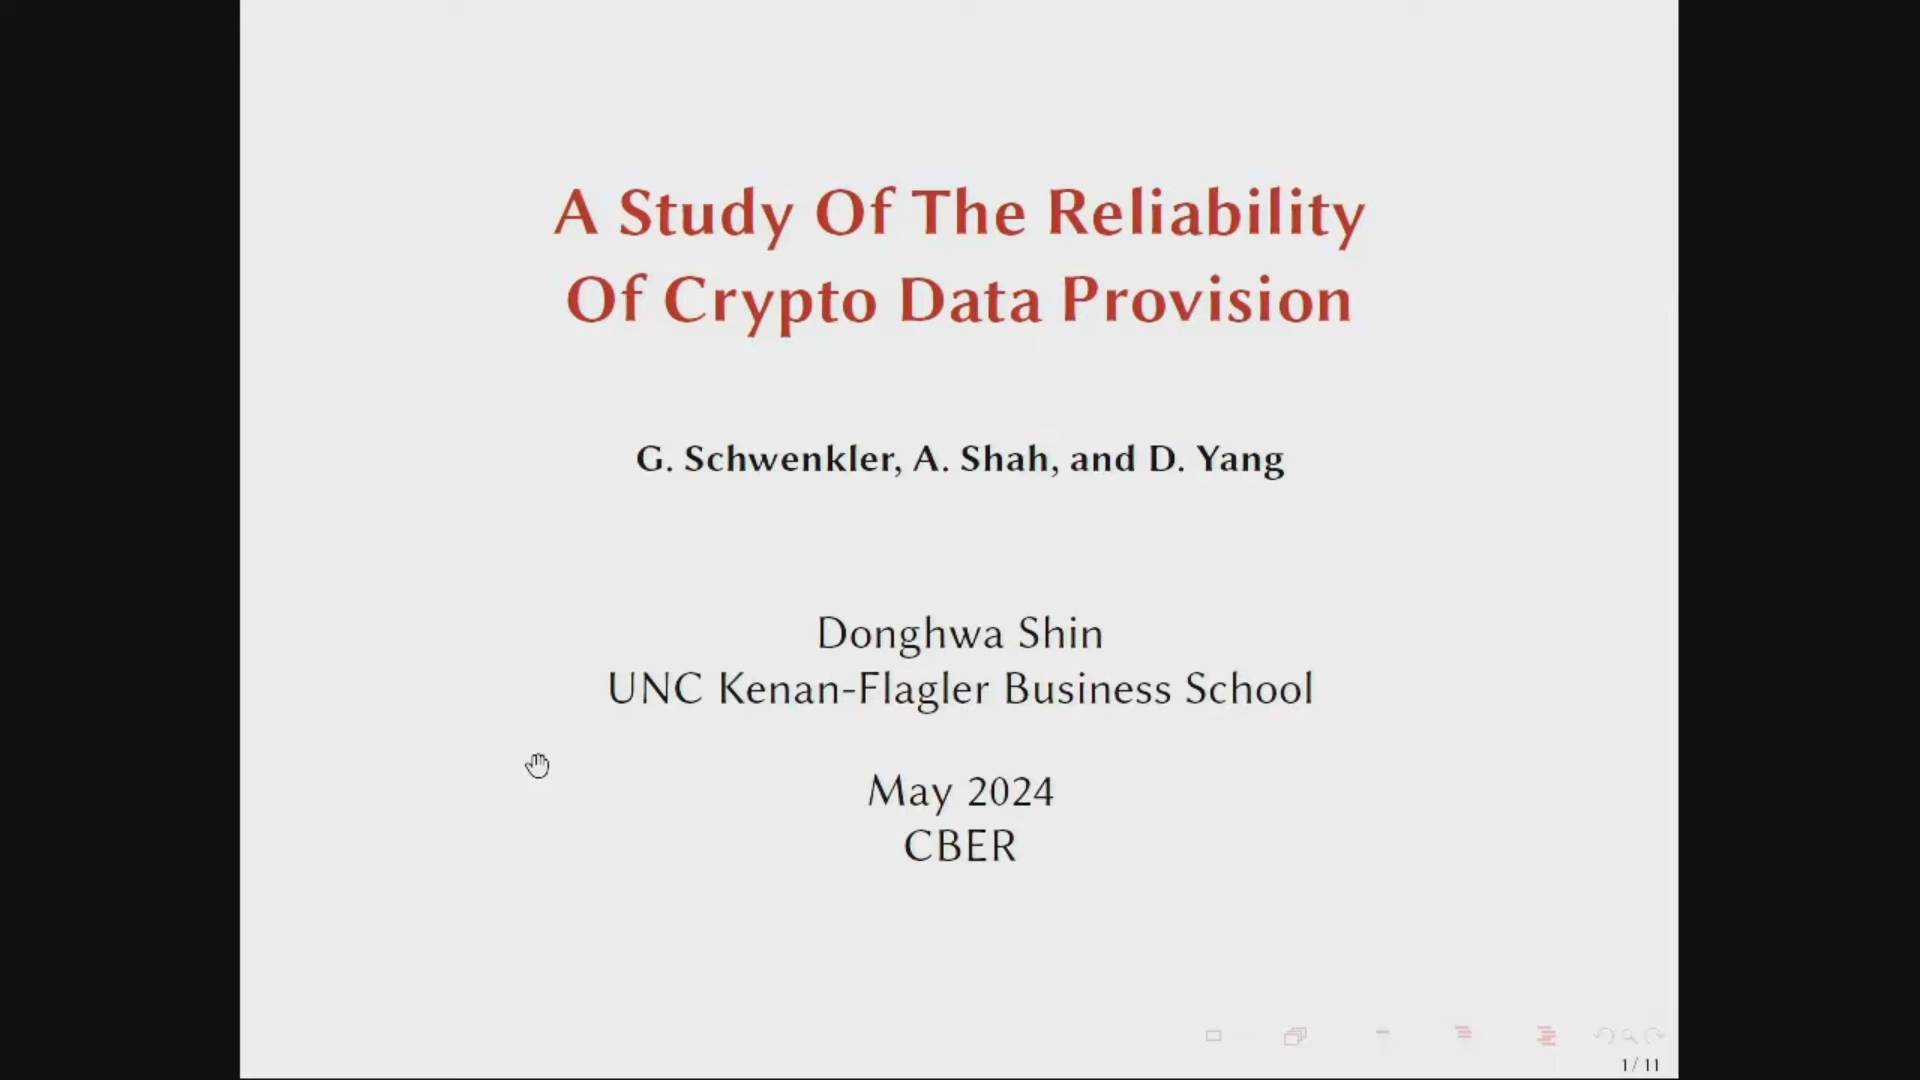 A Study Of The Reliability
Of Crypto Data Provision
G. Schwenkler, A. Shah, and D. Yang
Donghwa Shin
UNC Kenan-Flagler Business School
May 2024
CBER
1 / 11